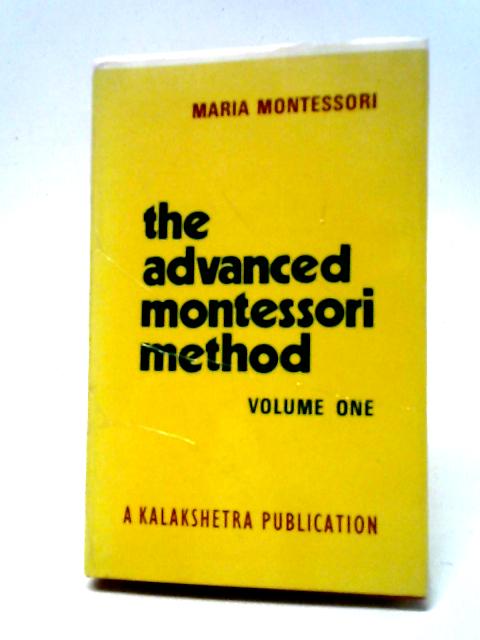 MARIA MONTESSORI
the
advanced
montessori
method
VOLUME ONE
A KALAKSHETRA PUBLICATION